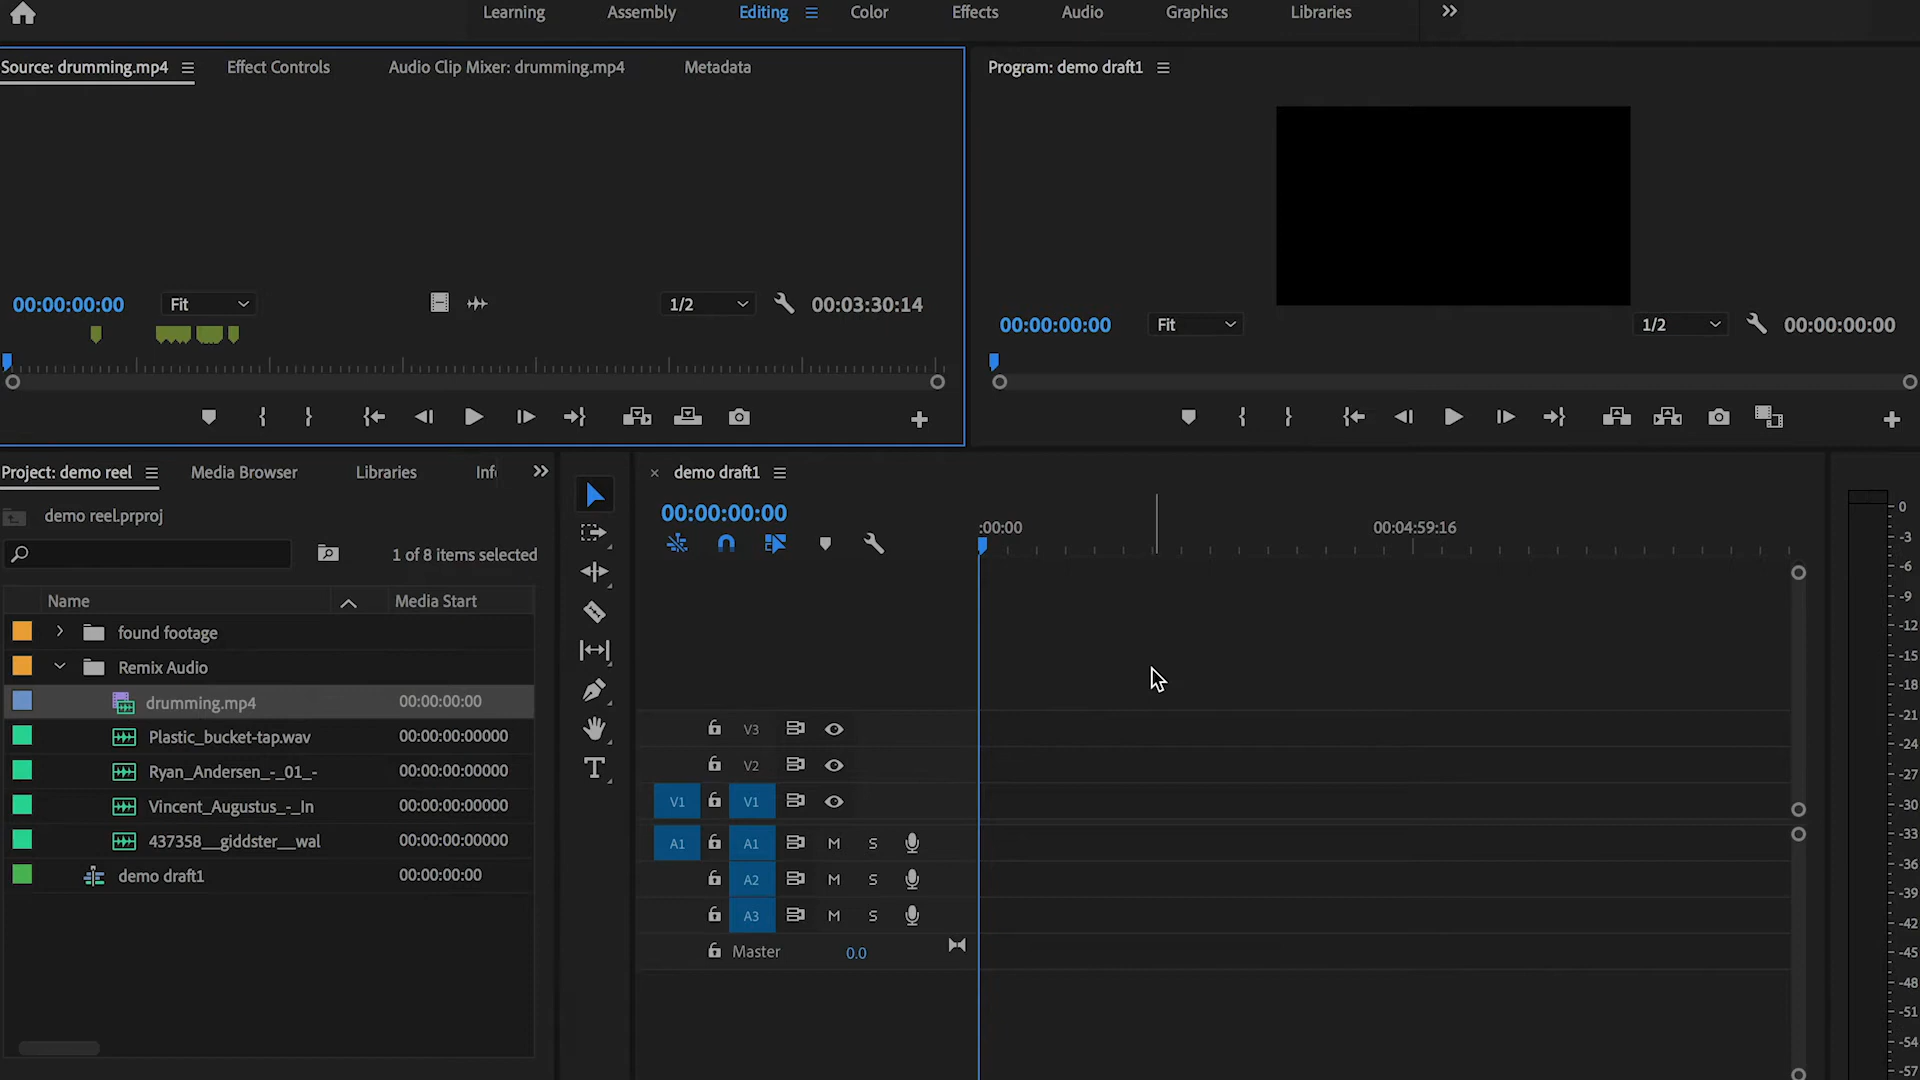 Learning Assembly Editing Color Effects Audio Graphics Libraries
Source: drumming.mp4 Effect Controls Audio Clip Mixer: drumming.mp4 Metadata
Program: demo draft1
00:00:00:00 Fit 1/2 00:03:30:14
00:00:00:00 Fit 1/2 00:00:00:00
Project: demo reel Media Browser Libraries Inf
demo reel.prproj
1 of 8 items selected
Name Media Start
found footage
Remix Audio
drumming.mp4 00:00:00:00
Plastic_bucket-tap.wav 00:00:00:00000
Ryan_Andersen_-_01_- 00:00:00:00000
Vincent_Augustus_-_In 00:00:00:00000
437358__giddster__wal 00:00:00:00000
demo draft1 00:00:00:00
T
demo draft1
00:00:00:00
:00:00 00:04:59:16
V3
V2
V1 V1
A1 A1 M S
A2 M S
A3 M S
Master 0.0
0
-3
-6
-9
-12
-15
-18
-21
-24
-27
-30
-33
-36
-39
-42
-45
-48
-51
-54
-57